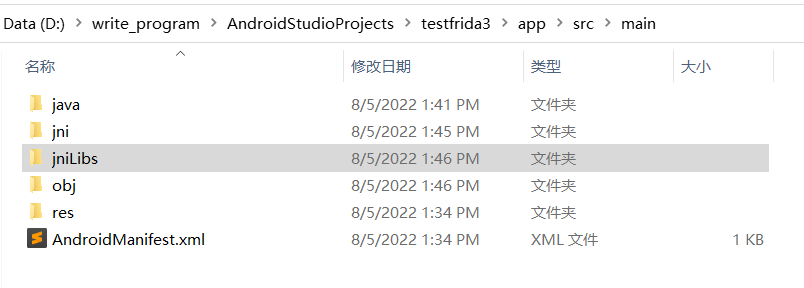 Data (D:) > write_program > AndroidStudioProjects > testfrida3 > app > src > main
名称 修改日期 类型 大小
java 8/5/2022 1:41 PM 文件夹
jni 8/5/2022 1:45 PM 文件夹
jniLibs 8/5/2022 1:46 PM 文件夹
obj 8/5/2022 1:46 PM 文件夹
res 8/5/2022 1:34 PM 文件夹
AndroidManifest.xml 8/5/2022 1:34 PM XML 文件 1 KB